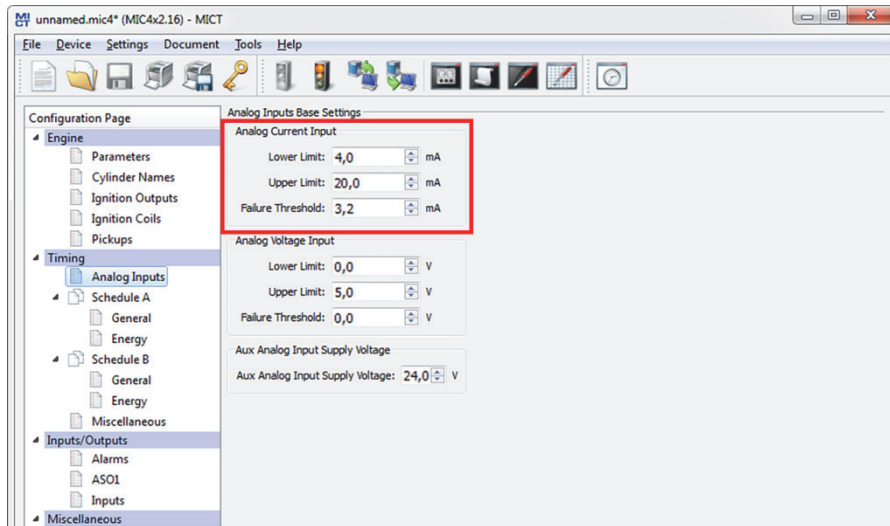 unnamed.mic4* (MIC4x2.16) - MICT
File Device Settings Document Tools Help
Configuration Page
Engine
Parameters
Cylinder Names
Ignition Outputs
Ignition Coils
Pickups
Timing
Analog Inputs
Schedule A
General
Energy
Schedule B
General
Energy
Miscellaneous
Inputs/Outputs
Alarms
ASO1
Inputs
Miscellaneous
Analog Inputs Base Settings
Analog Current Input
Lower Limit: 4,0 mA
Upper Limit: 20,0 mA
Failure Threshold: 3,2 mA
Analog Voltage Input
Lower Limit: 0,0 V
Upper Limit: 5,0 V
Failure Threshold: 0,0 V
Aux Analog Input Supply Voltage
Aux Analog Input Supply Voltage: 24,0 V